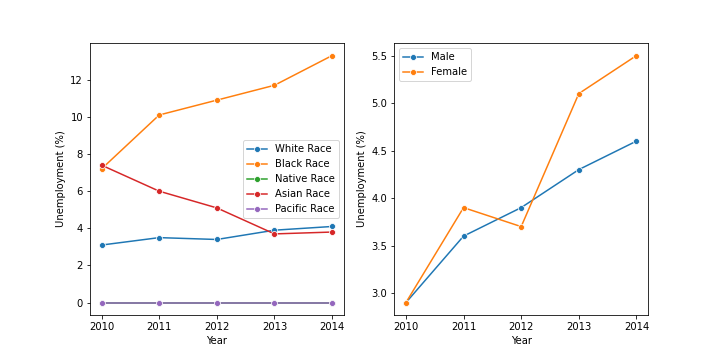 12
10
8
6
4
2
0
Unemployment (%)
2010 2011 2012 2013 2014
Year
White Race
Black Race
Native Race
Asian Race
Pacific Race
5.5
5.0
4.5
4.0
3.5
3.0
Unemployment (%)
2010 2011 2012 2013 2014
Year
Male
Female